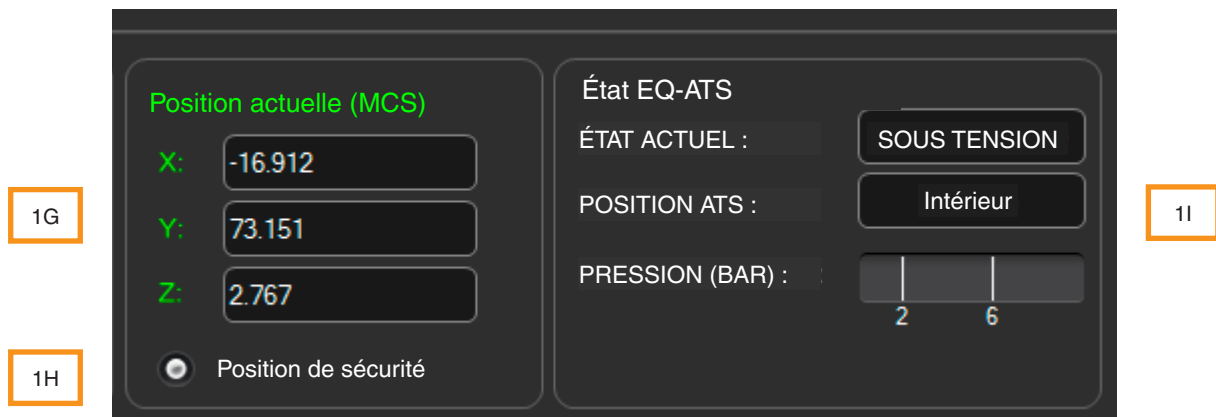 Position actuelle (MCS)
X: -16.912
Y: 73.151
Z: 2.767
Position de sécurité
État EQ-ATS
ÉTAT ACTUEL : SOUS TENSION
POSITION ATS : Intérieur
PRESSION (BAR) :
2 6
1G
1H
1I